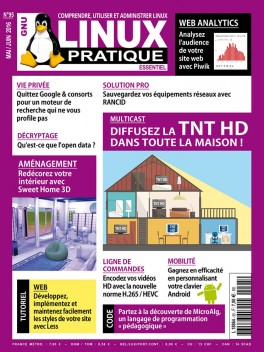 N°95
MAI / JUIN 2016
COMPRENDRE, UTILISER ET ADMINISTRER LINUX
GNU
LINUX
PRATIQUE
ESSENTIEL
WEB ANALYTICS
Analysez
l'audience
de votre
site web
avec Piwik
VIE PRIVÉE
Quittez Google & consorts
pour un moteur de
recherche qui ne vous
profile pas
SOLUTION PRO
Sauvegardez vos équipements réseaux avec
RANCID
DÉCRYPTAGE
Qu'est-ce que l'open data ?
MULTICAST
DIFFUSEZ LA TNT HD
DANS TOUTE LA MAISON !
AMÉNAGEMENT
Redécorez votre
intérieur avec
Sweet Home 3D
TUTORIEL
WEB
Développez,
implémentez et
maintenez facilement
les styles de votre site
avec Less
LIGNE DE
COMMANDES
Encodez vos vidéos
HD avec la nouvelle
norme H.265 / HEVC
MOBILITÉ
Gagnez en efficacité
en personnalisant
votre clavier
Android
CODE
Partez à la découverte de MicroAlg,
un langage de programmation
« pédagogique »